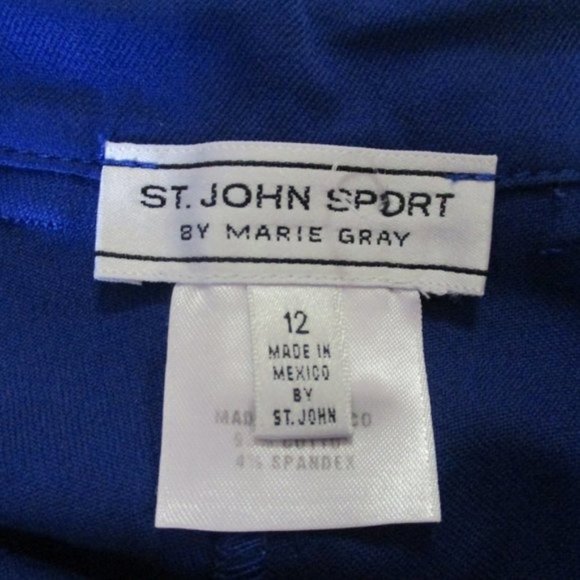 ST. JOHN SPORT
BY MARIE GRAY
12
MADE IN
MEXICO
BY
ST. JOHN
4% SPANDEX